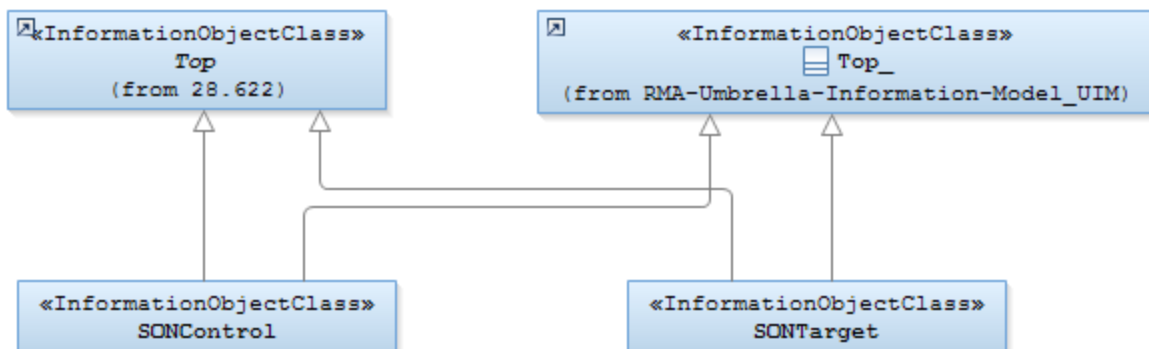 «InformationObjectClass»
Top
(from 28.622)
«InformationObjectClass»
Top_
(from RMA-Umbrella-Information-Model_UIM)
«InformationObjectClass»
SONControl
«InformationObjectClass»
SONTarget